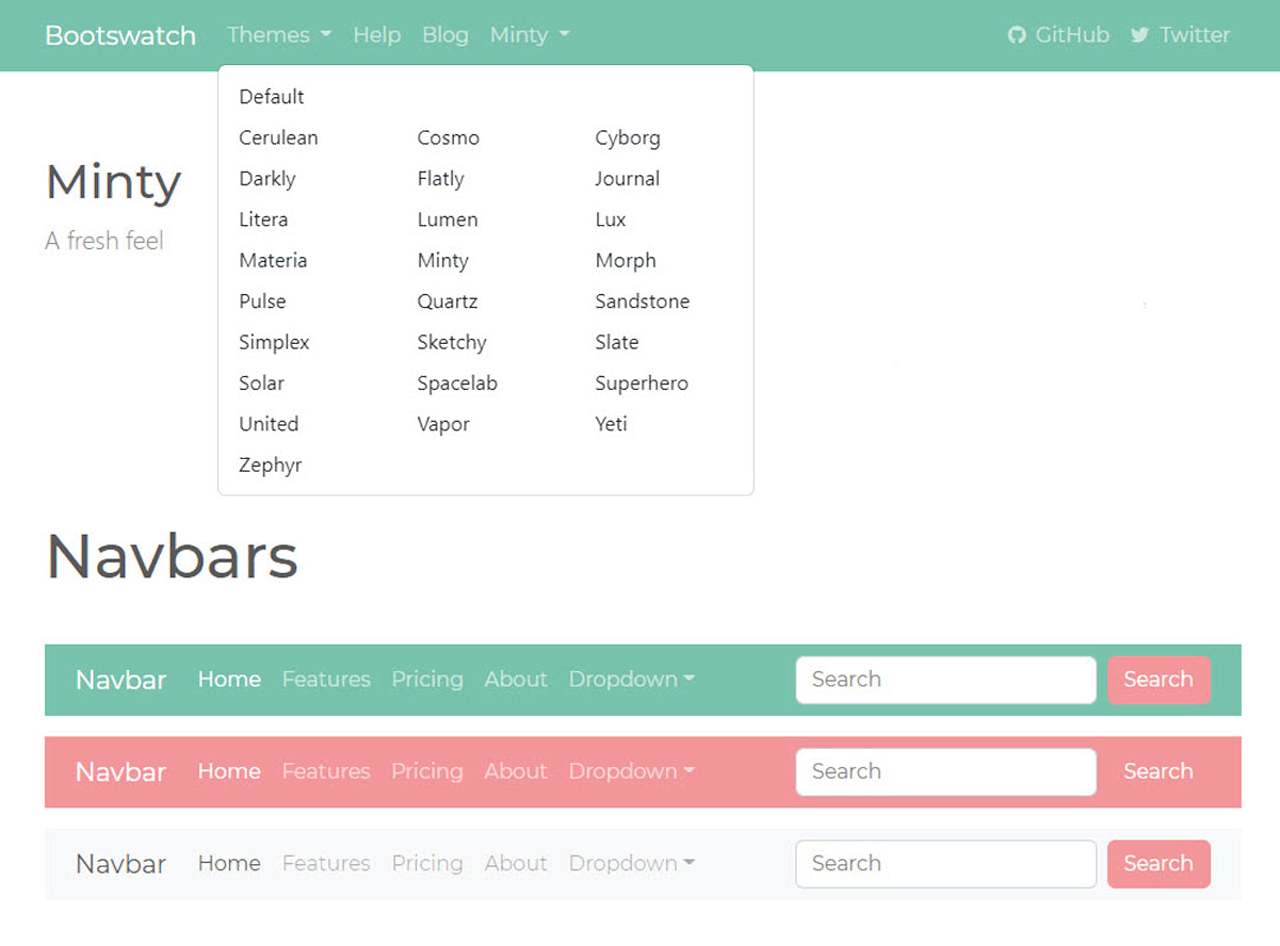 Bootswatch Themes Help Blog Minty GitHub Twitter
Default
Cerulean Cosmo Cyborg
Darkly Flatly Journal
Litera Lumen Lux
Materia Minty Morph
Pulse Quartz Sandstone
Simplex Sketchy Slate
Solar Spacelab Superhero
United Vapor Yeti
Zephyr
Minty
A fresh feel
Navbars
Navbar Home Features Pricing About Dropdown Search Search
Navbar Home Features Pricing About Dropdown Search Search
Navbar Home Features Pricing About Dropdown Search Search